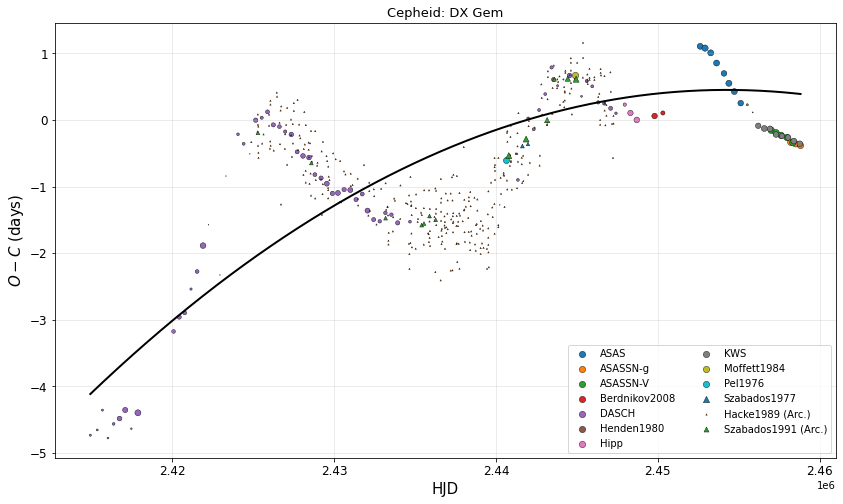 Cepheid: DX Gem
O − C (days)
1
0
−1
−2
−3
−4
−5
2.42
2.43
2.44
2.45
2.46
1e6
HJD
ASAS
ASASSN-g
ASASSN-V
Berdnikov2008
DASCH
Henden1980
Hipp
KWS
Moffett1984
Pel1976
Szabados1977
Hacke1989 (Arc.)
Szabados1991 (Arc.)